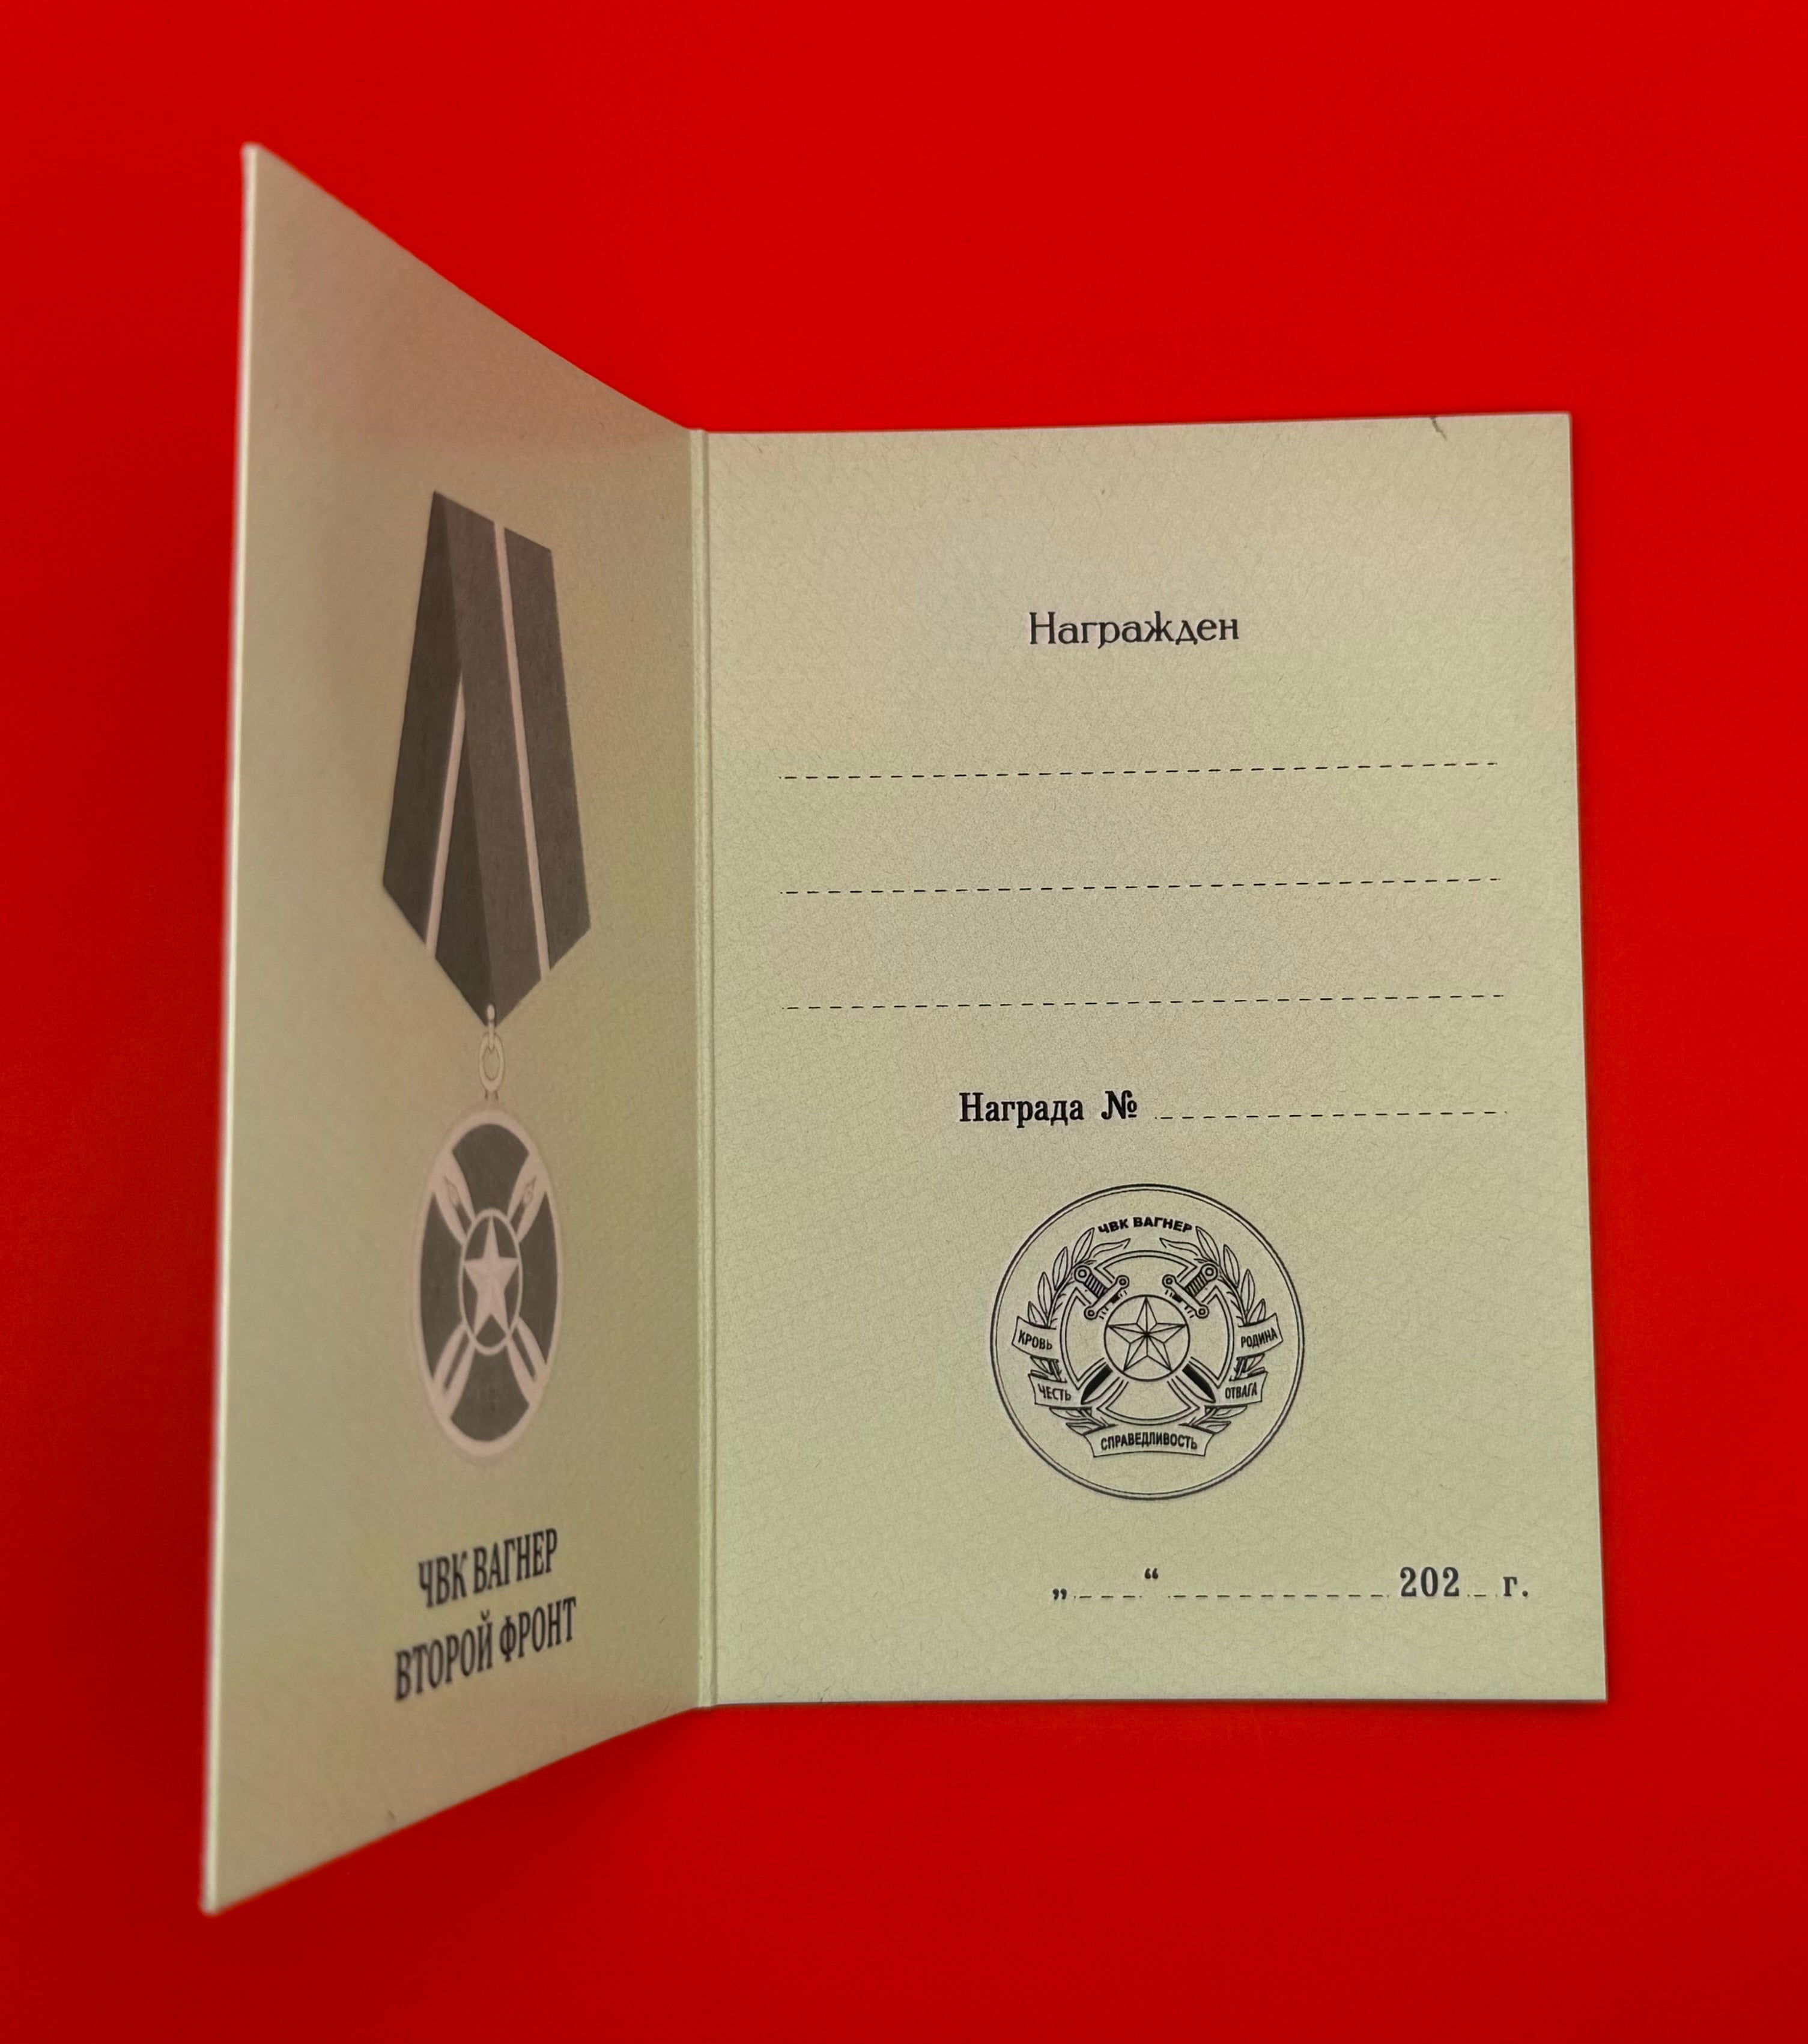 ЧВК ВАГНЕР
ВТОРОЙ ФРОНТ
Награжден
Награда №
ЧВК ВАГНЕР
КРОВЬ
РОДИНА
ЧЕСТЬ
ОТВАГА
СПРАВЕДЛИВОСТЬ
„ “ 202 г.